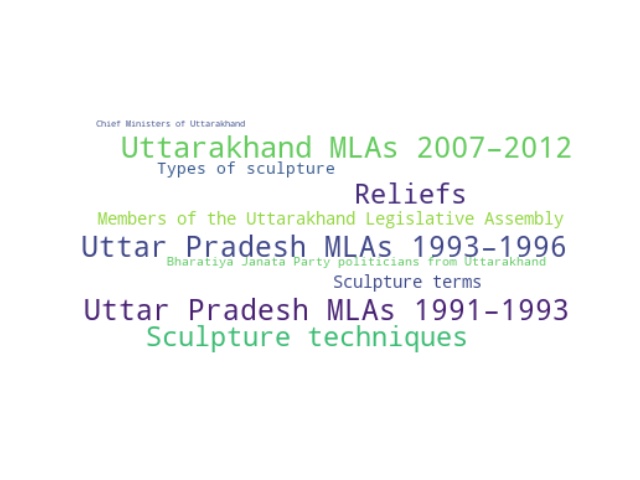 Chief Ministers of Uttarakhand
Uttarakhand MLAs 2007–2012
Types of sculpture
Reliefs
Members of the Uttarakhand Legislative Assembly
Uttar Pradesh MLAs 1993–1996
Bharatiya Janata Party politicians from Uttarakhand
Sculpture terms
Uttar Pradesh MLAs 1991–1993
Sculpture techniques